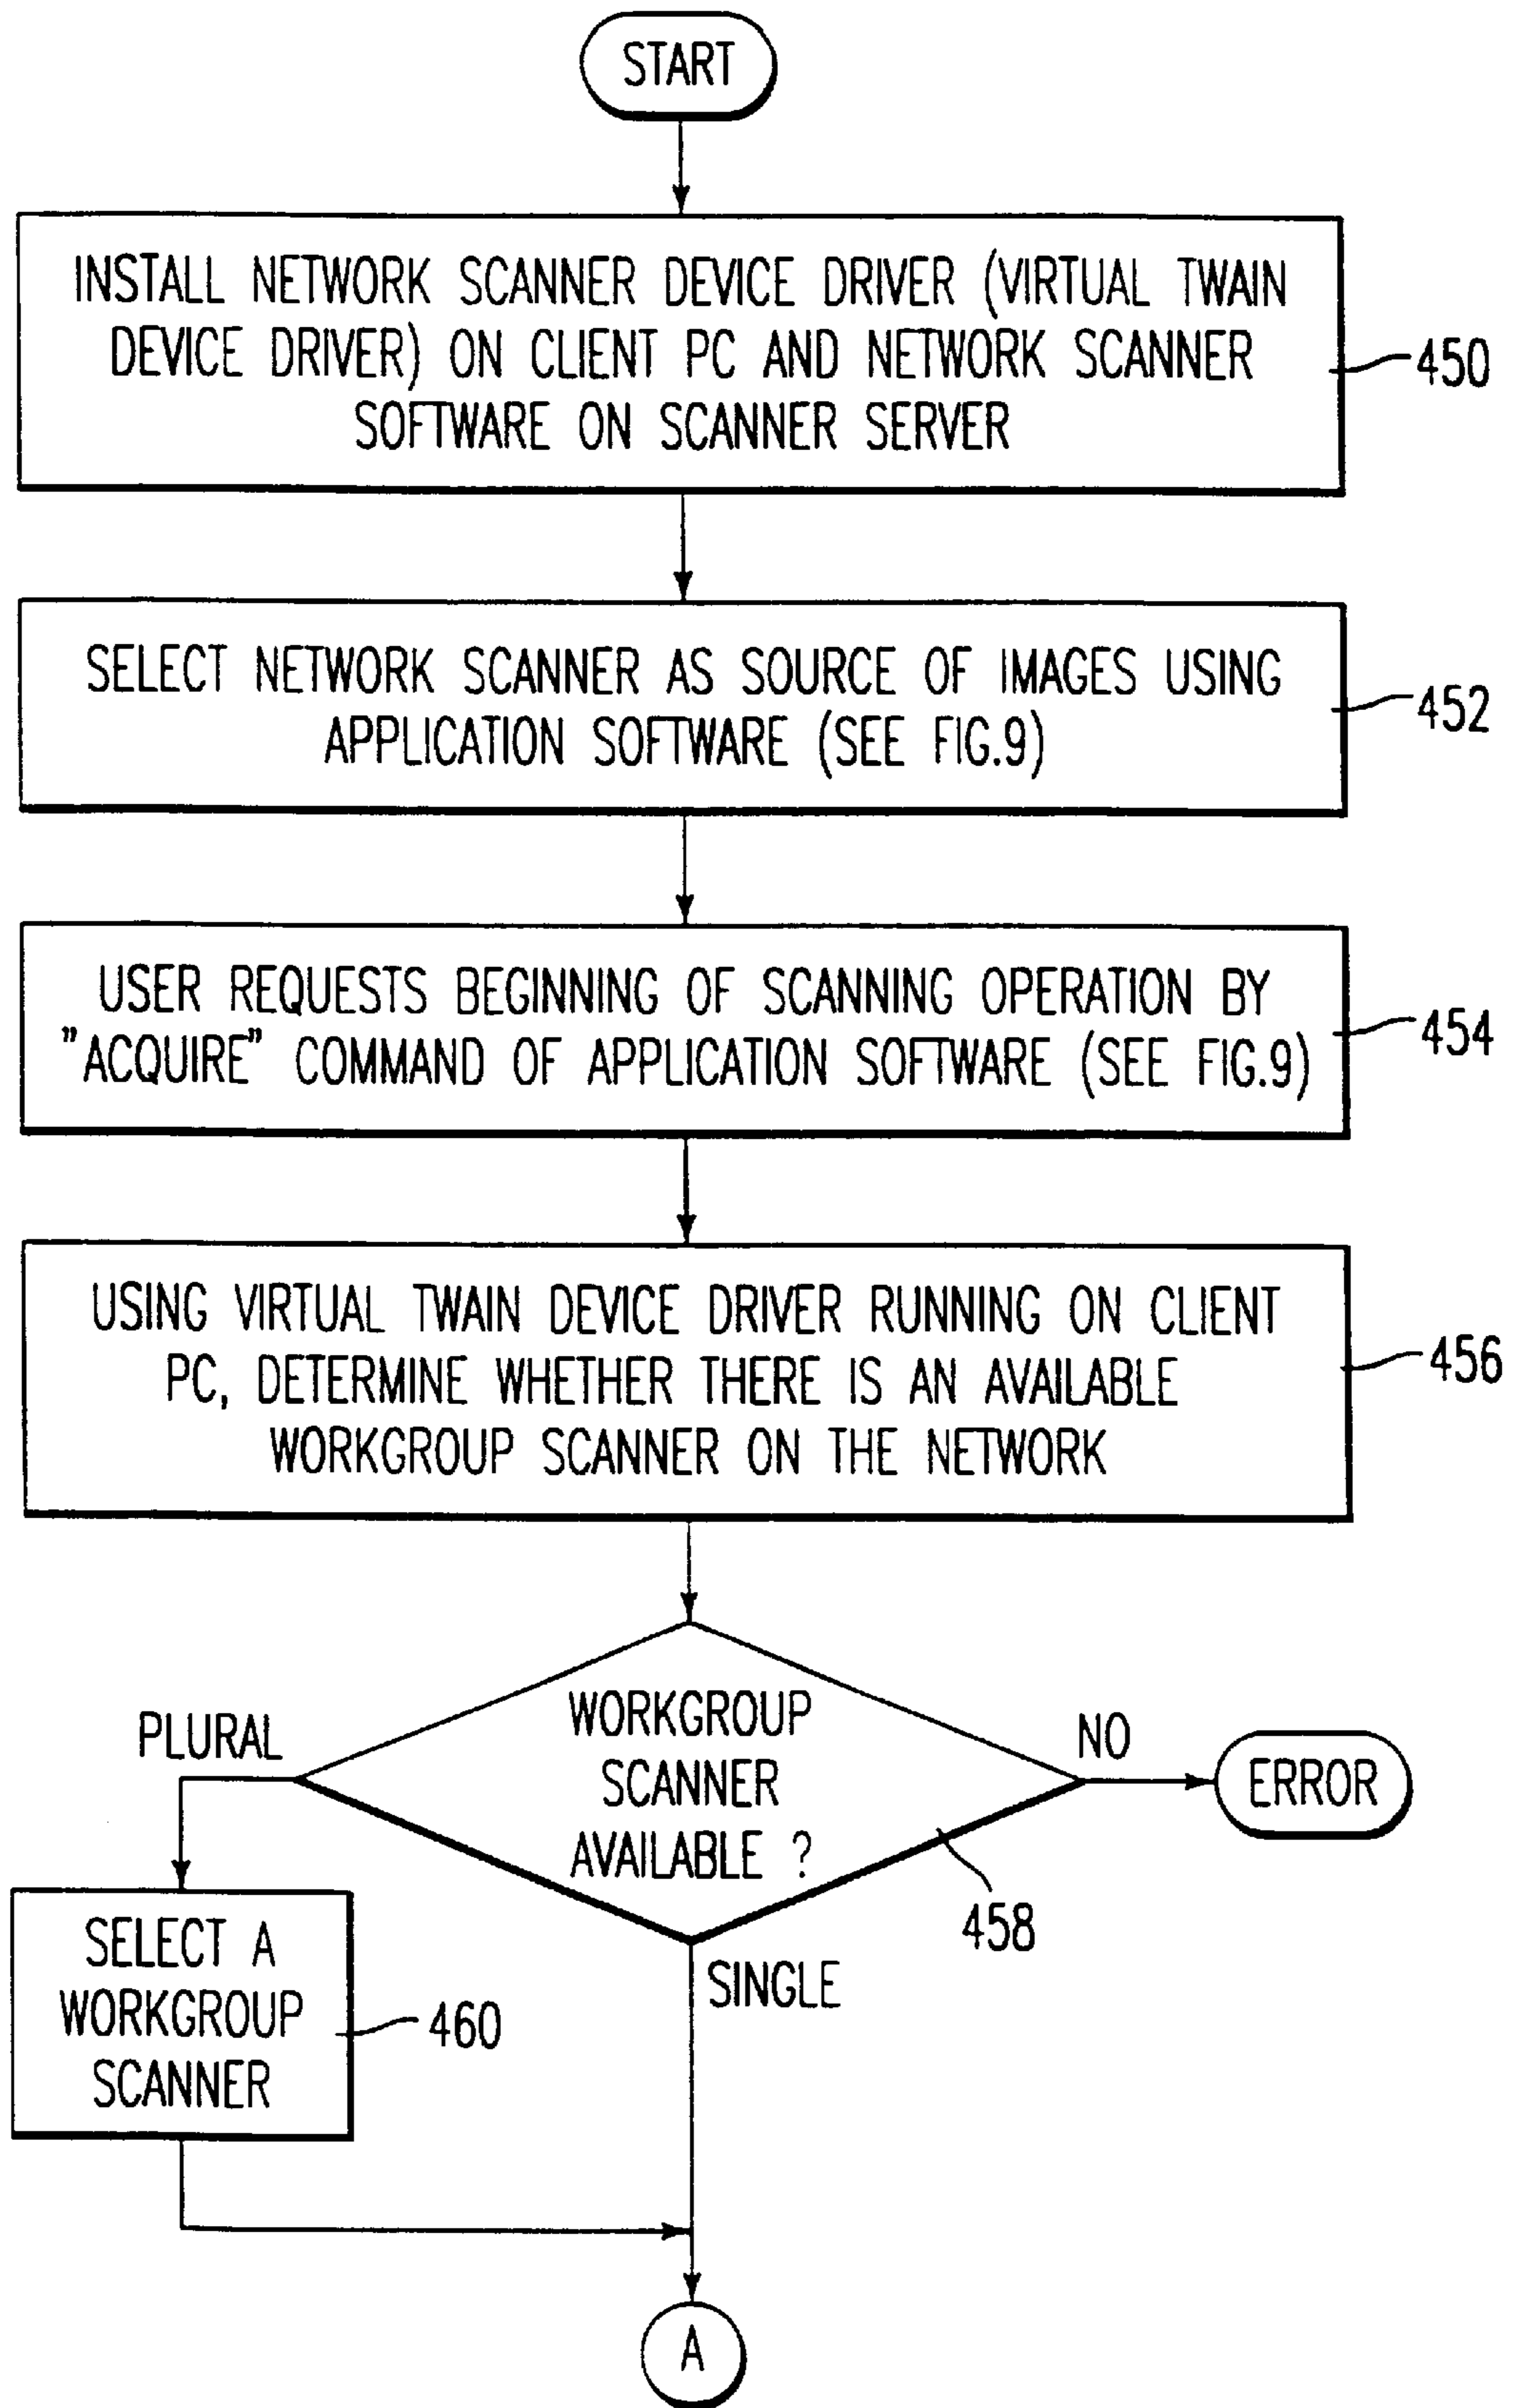 START
INSTALL NETWORK SCANNER DEVICE DRIVER (VIRTUAL TWAIN
DEVICE DRIVER) ON CLIENT PC AND NETWORK SCANNER
SOFTWARE ON SCANNER SERVER
450
SELECT NETWORK SCANNER AS SOURCE OF IMAGES USING
APPLICATION SOFTWARE (SEE FIG.9)
452
USER REQUESTS BEGINNING OF SCANNING OPERATION BY
"ACQUIRE" COMMAND OF APPLICATION SOFTWARE (SEE FIG.9)
454
USING VIRTUAL TWAIN DEVICE DRIVER RUNNING ON CLIENT
PC, DETERMINE WHETHER THERE IS AN AVAILABLE
WORKGROUP SCANNER ON THE NETWORK
456
WORKGROUP
SCANNER
AVAILABLE ?
458
PLURAL
NO
ERROR
SINGLE
SELECT A
WORKGROUP
SCANNER
460
A